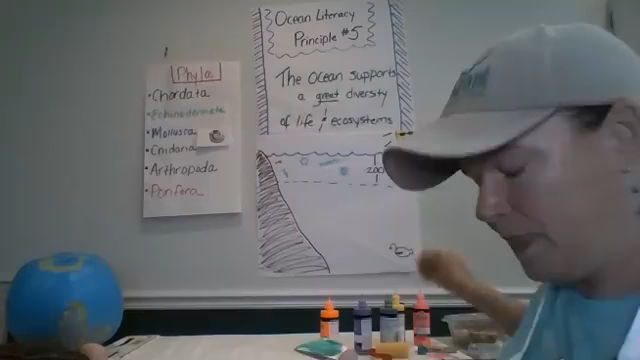 Phyla
• Chordata
• Echinodermata
• Mollusca
• Cnidaria
• Arthropoda
• Porifera
Ocean Literacy
Principle #5
The Ocean supports
a great diversity
of life & ecosystems
200